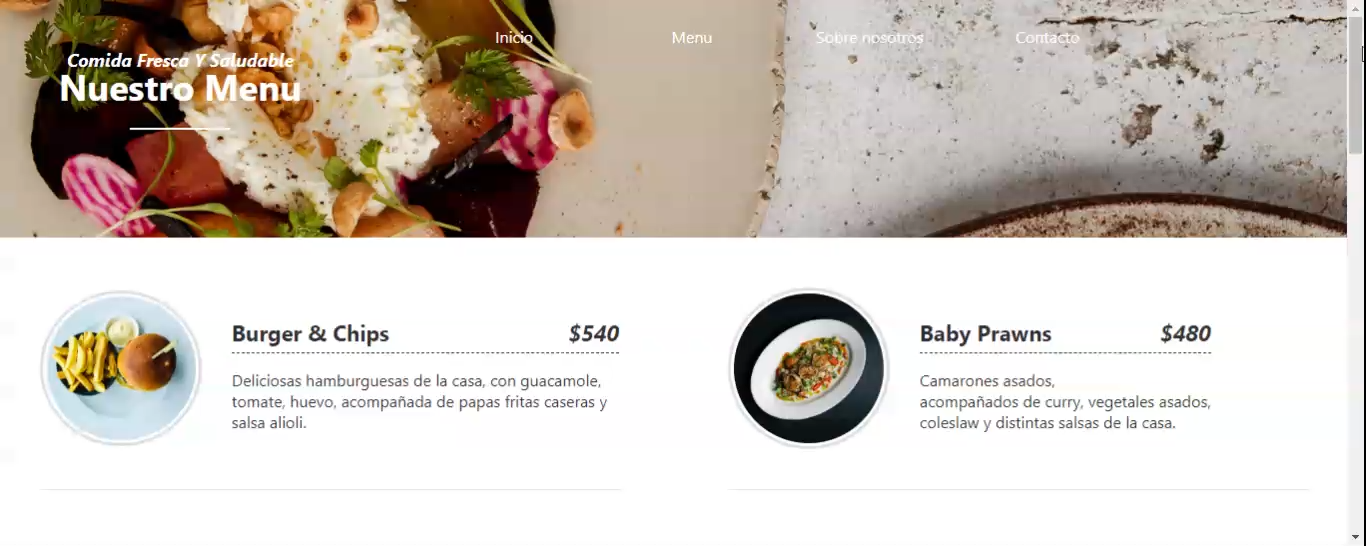 Inicio Menu Sobre nosotros Contacto
Comida Fresca Y Saludable
Nuestro Menu
Burger & Chips $540
Deliciosas hamburguesas de la casa, con guacamole,
tomate, huevo, acompañada de papas fritas caseras y
salsa alioli.
Baby Prawns $480
Camarones asados,
acompañados de curry, vegetales asados,
coleslaw y distintas salsas de la casa.